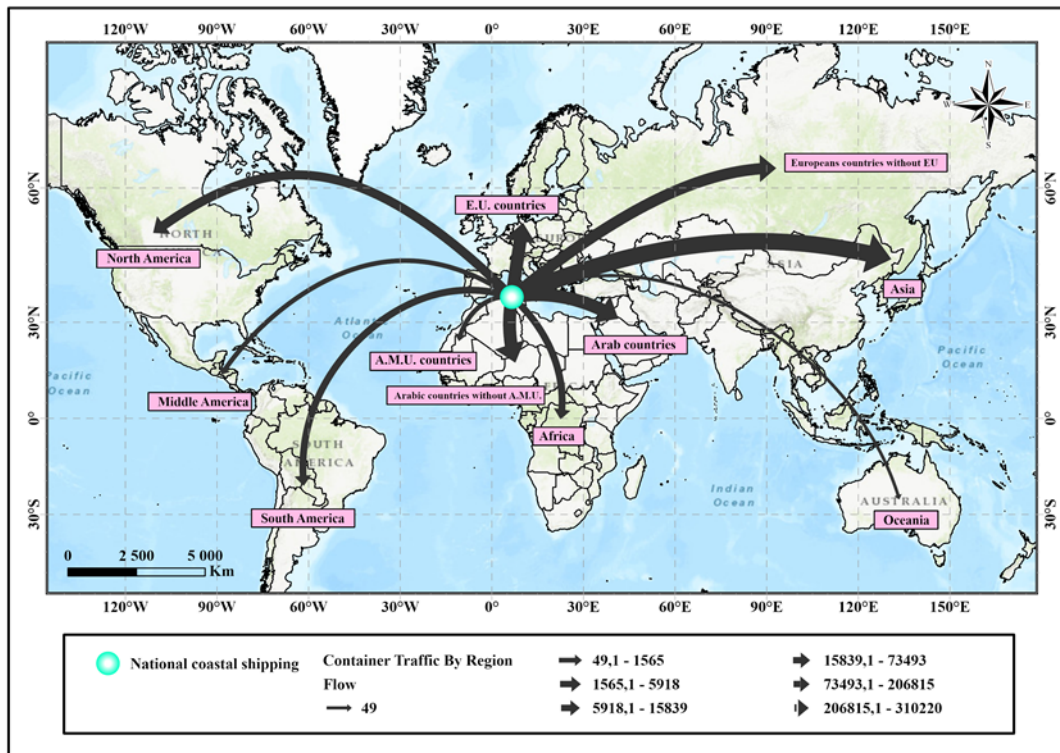 120°W 90°W 60°W 30°W 0° 30°E 60°E 90°E 120°E 150°E
N
W E
S
60°N 60°N
Europeans countries without EU
E.U. countries
NORTH
North America
ASIA
Asia
30°N 30°N
Atlantic
Ocean
Arab countries
A.M.U. countries
Pacific
Ocean
Pacific
Ocean
Arabic countries without A.M.U.
Middle America
0° 0°
Africa
SOUTH
AMERICA
Indian
Ocean
AUSTRALIA
South America
Oceania
30°S 30°S
0 2 500 5 000
Km
120°W 90°W 60°W 30°W 0° 30°E 60°E 90°E 120°E 150°E
National coastal shipping
Container Traffic By Region
Flow
49
49,1 - 1565
1565,1 - 5918
5918,1 - 15839
15839,1 - 73493
73493,1 - 206815
206815,1 - 310220